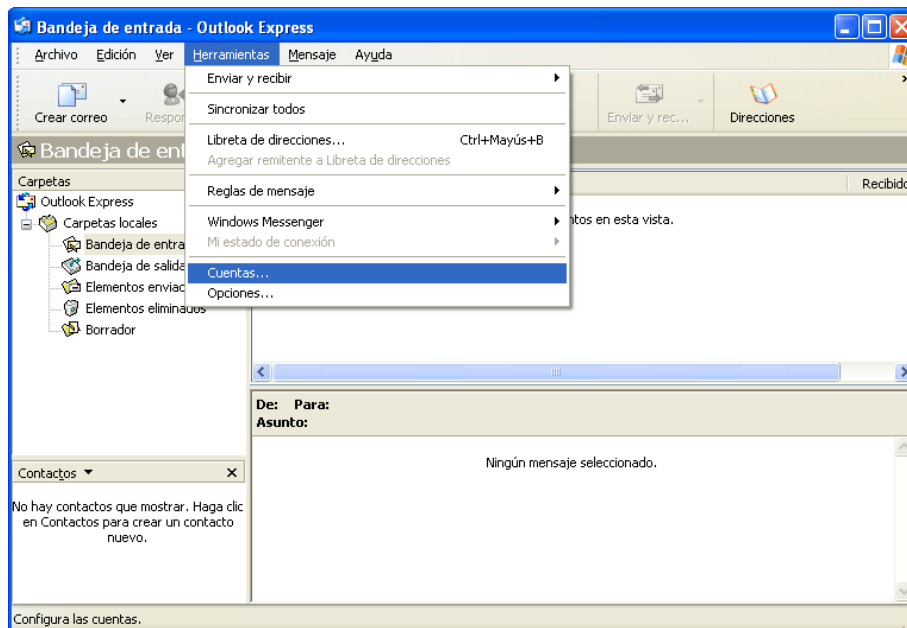 Bandeja de entrada - Outlook Express
Archivo Edición Ver Herramientas Mensaje Ayuda
Crear correo
Enviar y rec...
Direcciones
Enviar y recibir
Sincronizar todos
Libreta de direcciones... Ctrl+Mayús+B
Agregar remitente a Libreta de direcciones
Reglas de mensaje
Windows Messenger
Mi estado de conexión
Cuentas...
Opciones...
Bandeja de
Carpetas
Recibido
Outlook Express
Carpetas locales
en esta vista.
Bandeja de entra
Bandeja de salida
Elementos enviad
Elementos eliminados
Borrador
De: Para:
Asunto:
Ningún mensaje seleccionado.
Contactos
No hay contactos que mostrar. Haga clic
en Contactos para crear un contacto
nuevo.
Configura las cuentas.